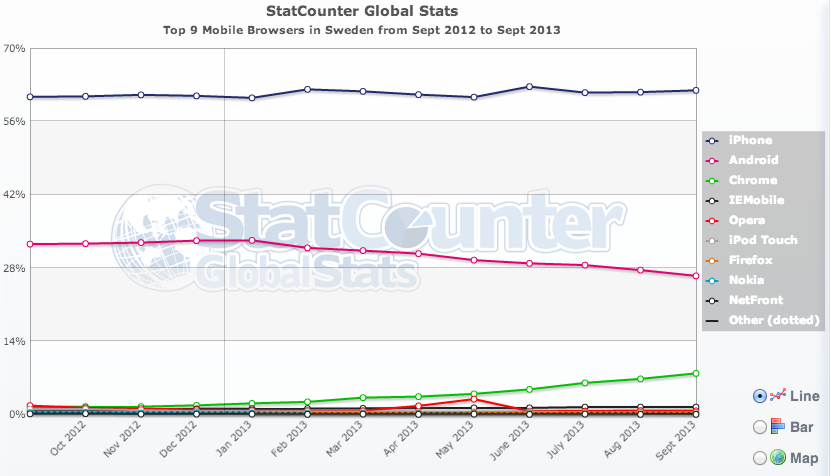 StatCounter Global Stats
Top 9 Mobile Browsers in Sweden from Sept 2012 to Sept 2013
70%
56%
42%
28%
14%
0%
StatCounter
GlobalStats
iPhone
Android
Chrome
IEMobile
Opera
iPod Touch
Firefox
Nokia
NetFront
Other (dotted)
Oct 2012
Nov 2012
Dec 2012
Jan 2013
Feb 2013
Mar 2013
Apr 2013
May 2013
June 2013
July 2013
Aug 2013
Sept 2013
Line
Bar
Map